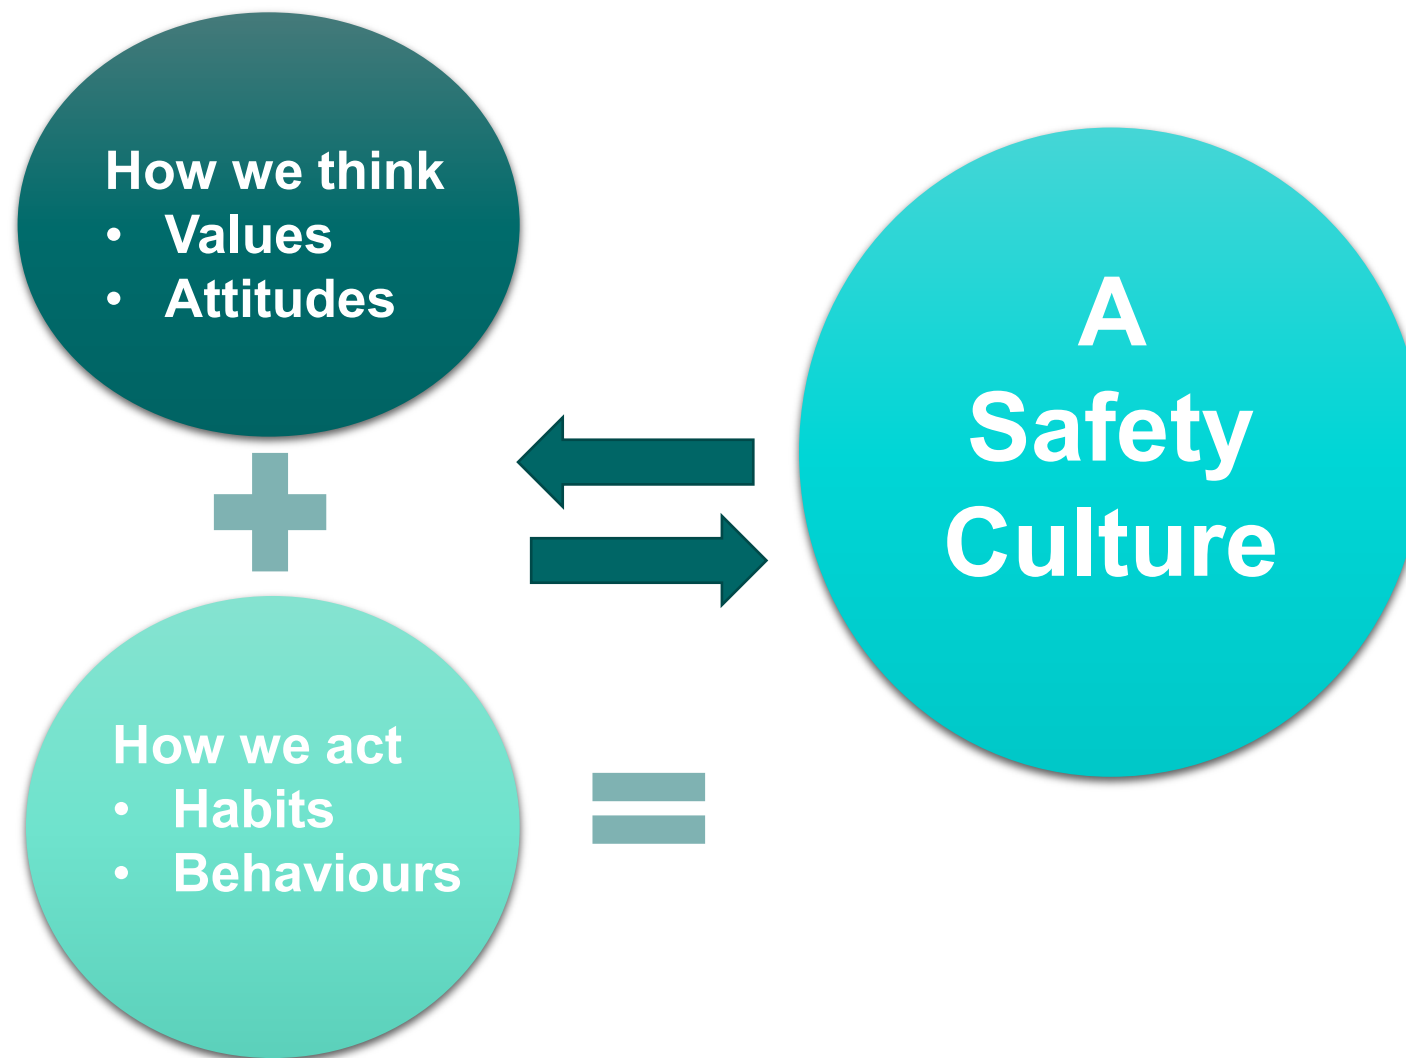 How we think
• Values
• Attitudes
How we act
• Habits
• Behaviours
A
Safety
Culture